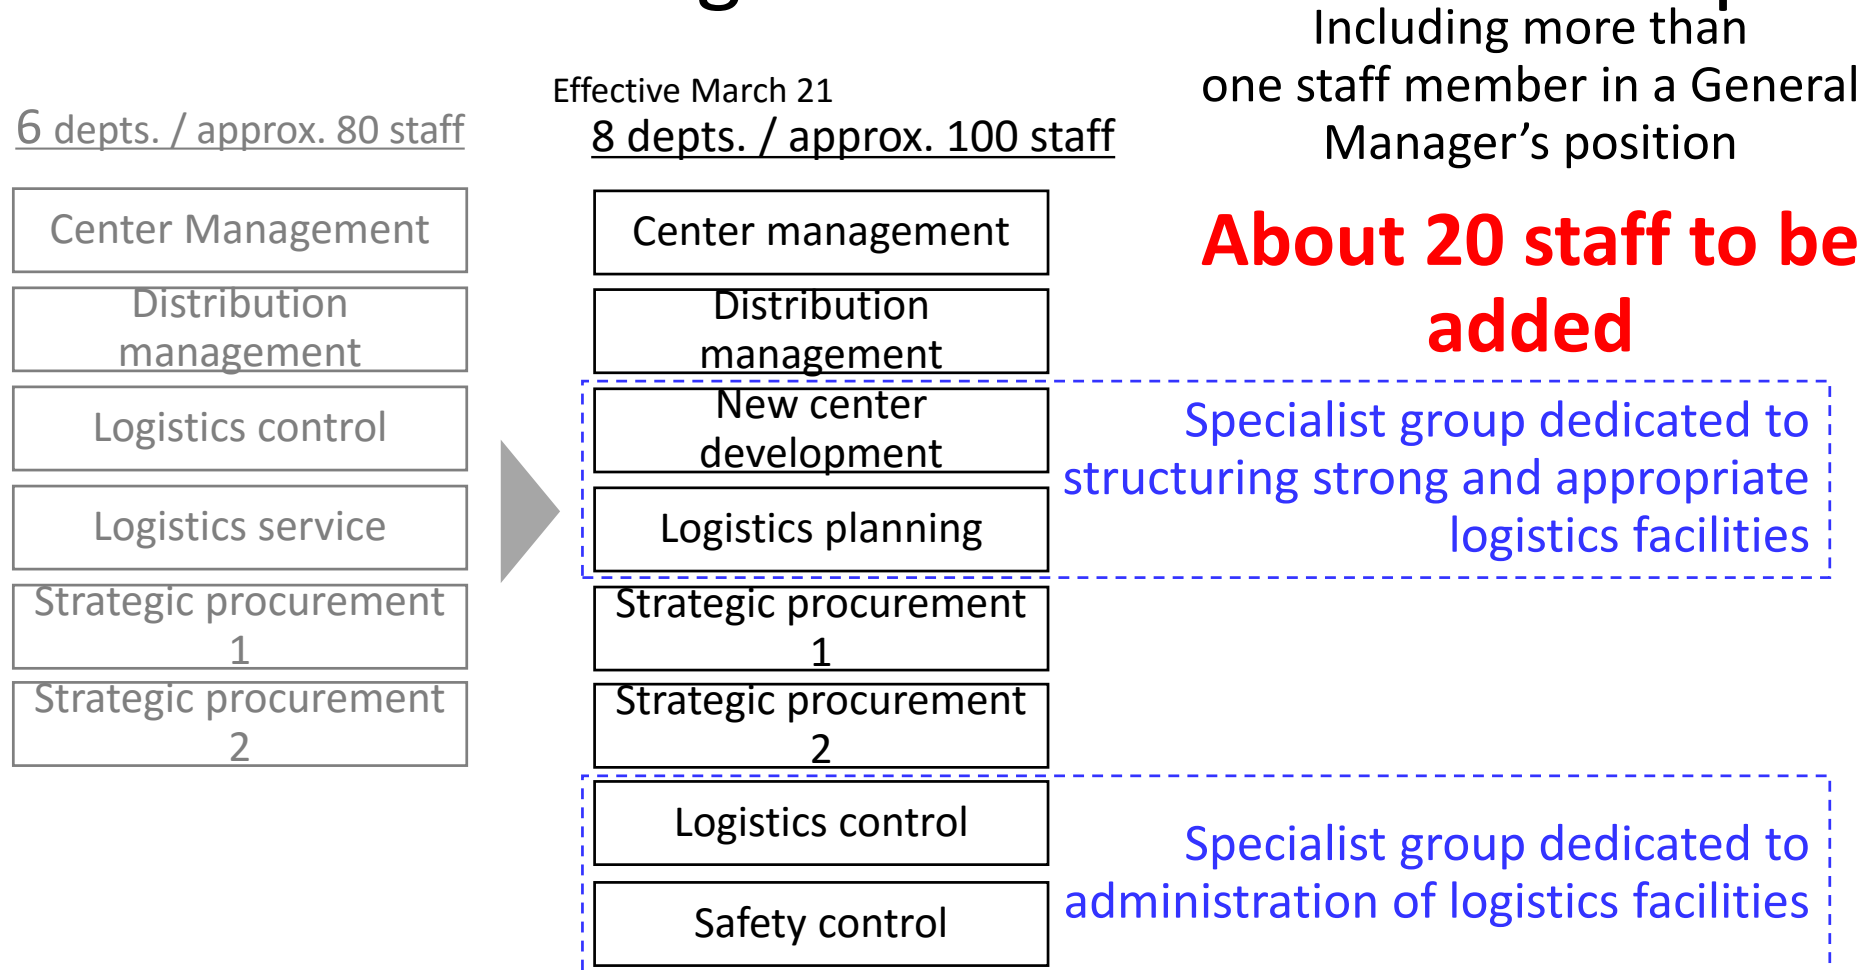 Including more than
one staff member in a General
Manager’s position
Effective March 21
6 depts. / approx. 80 staff
8 depts. / approx. 100 staff
About 20 staff to be
added
Center Management
Distribution
management
Logistics control
Logistics service
Strategic procurement
1
Strategic procurement
2
Center management
Distribution
management
New center
development
Logistics planning
Strategic procurement
1
Strategic procurement
2
Logistics control
Safety control
Specialist group dedicated to
structuring strong and appropriate
logistics facilities
Specialist group dedicated to
administration of logistics facilities